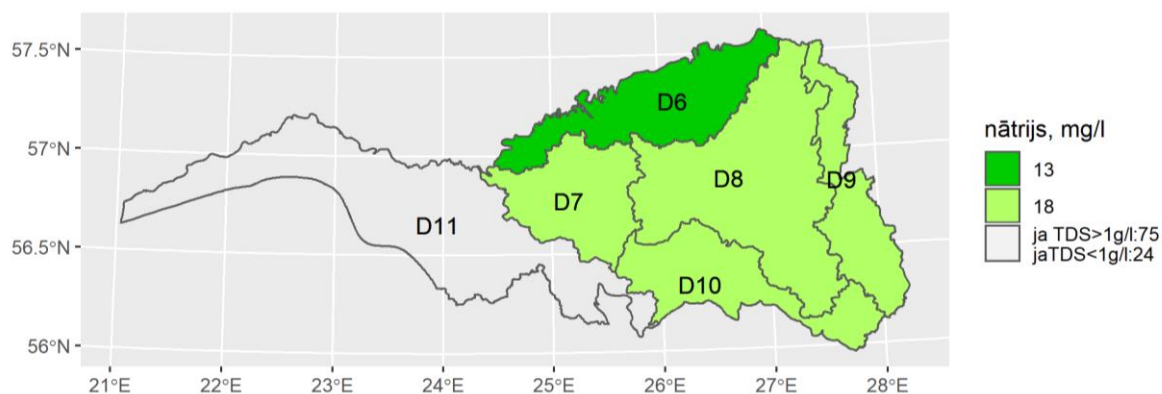 57.5°N
57°N
56.5°N
56°N
21°E
22°E
23°E
24°E
25°E
26°E
27°E
28°E
D6
D7
D8
D9
D10
D11
nātrijs, mg/l
13
18
ja TDS>1g/l:75
jaTDS<1g/l:24